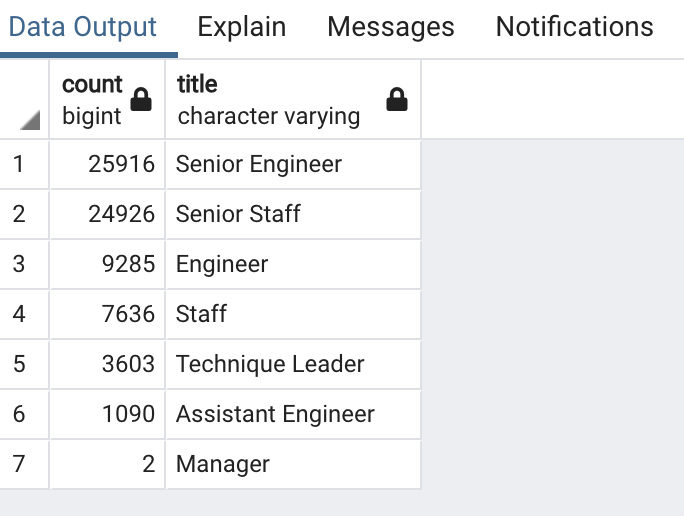 Data Output Explain Messages Notifications
count title
bigint character varying
1 25916 Senior Engineer
2 24926 Senior Staff
3 9285 Engineer
4 7636 Staff
5 3603 Technique Leader
6 1090 Assistant Engineer
7 2 Manager